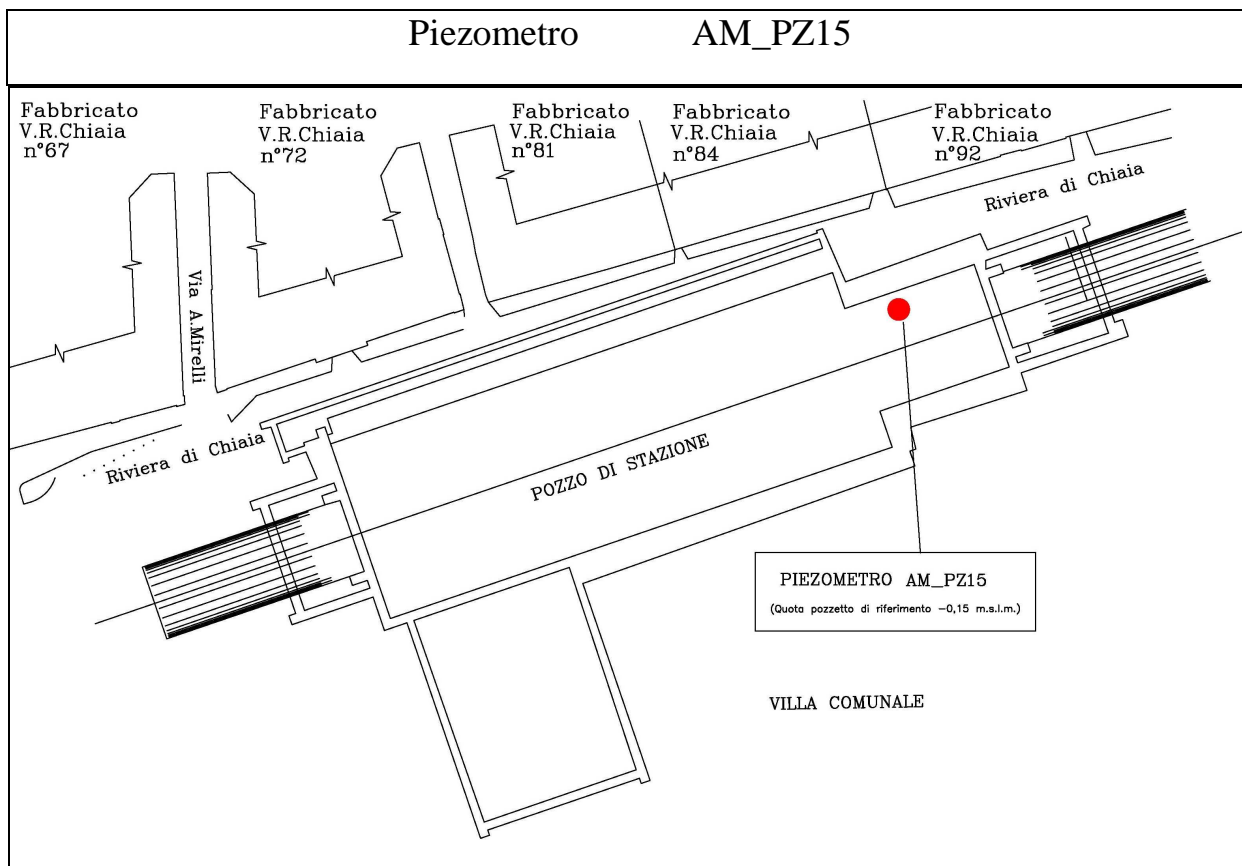 Piezometro AM_PZ15
Fabbricato
V.R.Chiaia
n°67
Fabbricato
V.R.Chiaia
n°72
Fabbricato
V.R.Chiaia
n°81
Fabbricato
V.R.Chiaia
n°84
Fabbricato
V.R.Chiaia
n°92
Riviera di Chiaia
Via A.Mirelli
Riviera di Chiaia
POZZO DI STAZIONE
PIEZOMETRO AM_PZ15
(Quota pozzetto di riferimento -0,15 m.s.l.m.)
VILLA COMUNALE